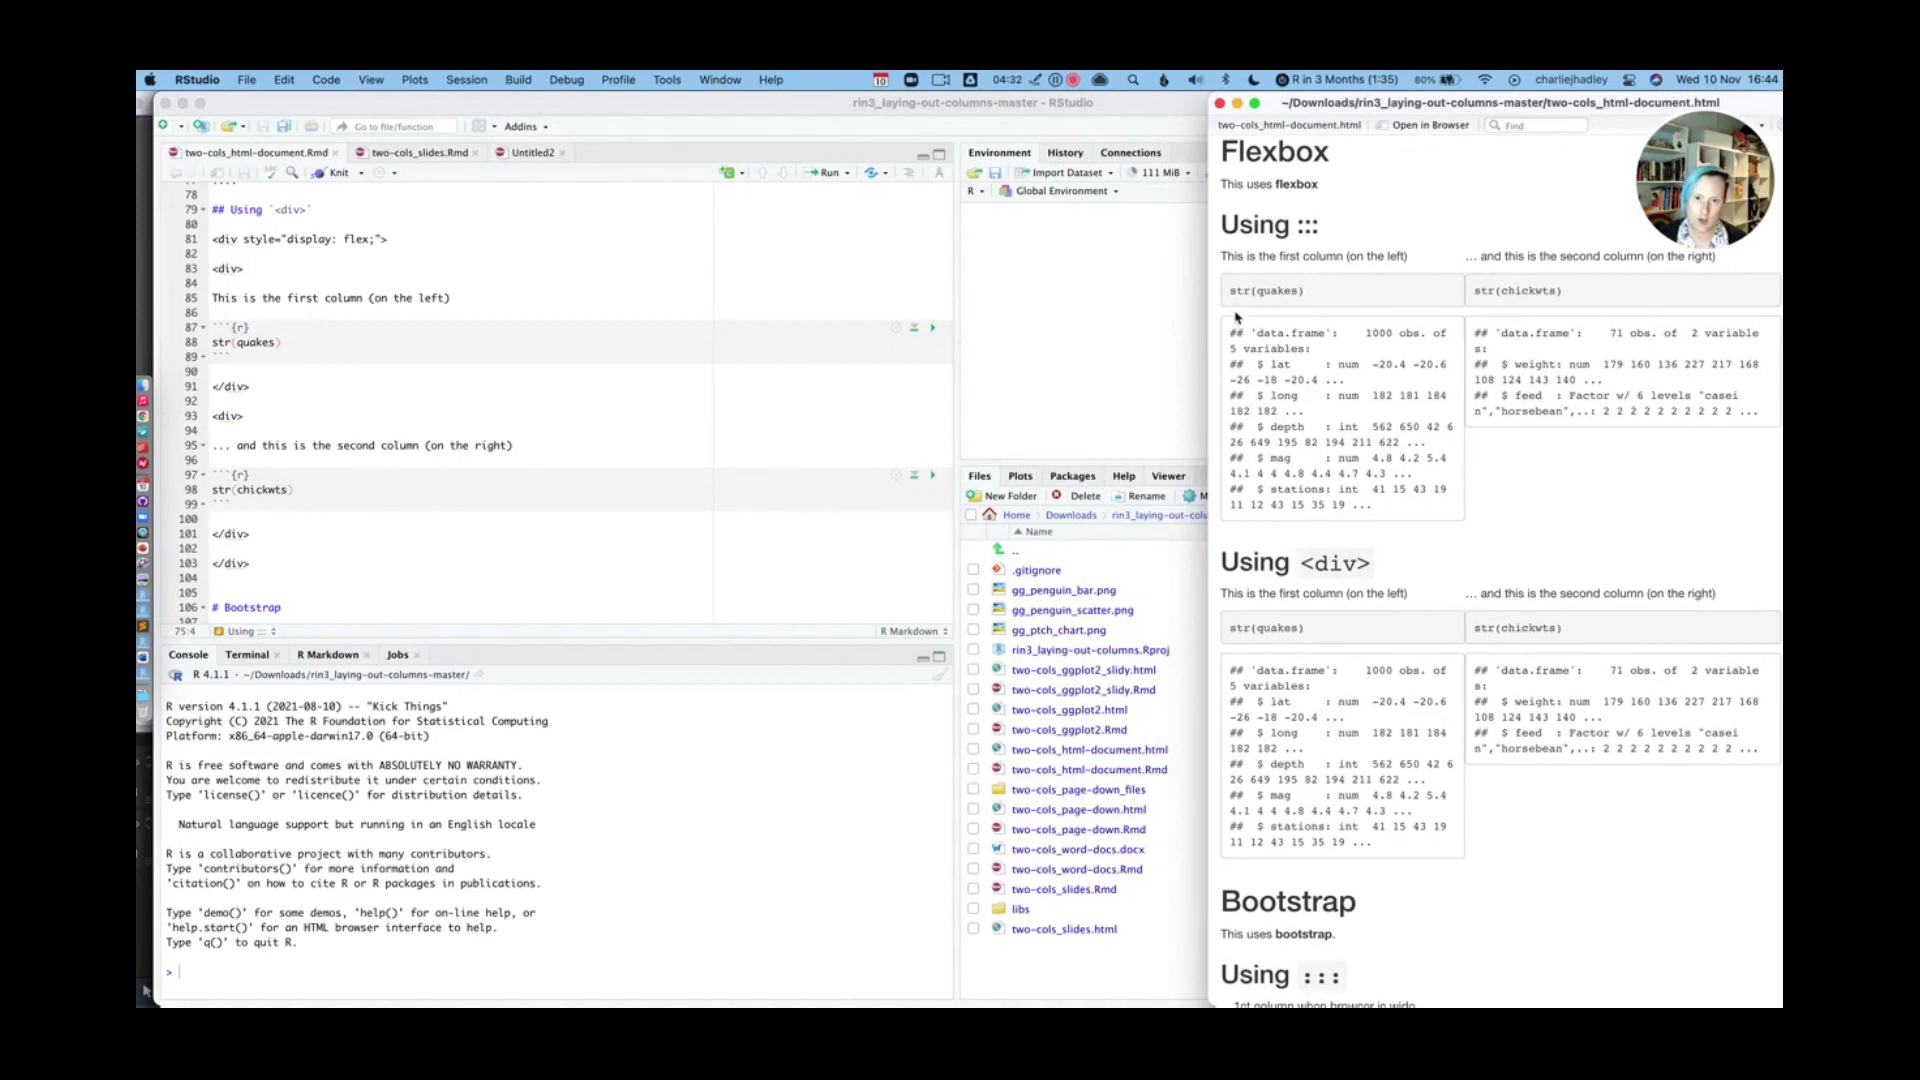 RStudio File Edit Code View Plots Session Build Debug Profile Tools Window Help 10 04:32 R in 3 Months (1:35) 80% charliejhadley Wed 10 Nov 16:44
rin3_laying-out-columns-master - RStudio
Go to file/function Addins
two-cols_html-document.Rmd two-cols_slides.Rmd Untitled2
Knit Run
78
79 ## Using `<div>`
80
81 <div style="display: flex;">
82
83 <div>
84
85 This is the first column (on the left)
86
87 ```{r}
88 str(quakes)
89 ```
90
91 </div>
92
93 <div>
94
95 ... and this is the second column (on the right)
96
97 ```{r}
98 str(chickwts)
99 ```
100
101 </div>
102
103 </div>
104
105
106 # Bootstrap
107
75:4 Using ::: R Markdown
Console Terminal R Markdown Jobs
R 4.1.1 · ~/Downloads/rin3_laying-out-columns-master/
R version 4.1.1 (2021-08-10) -- "Kick Things"
Copyright (C) 2021 The R Foundation for Statistical Computing
Platform: x86_64-apple-darwin17.0 (64-bit)
R is free software and comes with ABSOLUTELY NO WARRANTY.
You are welcome to redistribute it under certain conditions.
Type 'license()' or 'licence()' for distribution details.
Natural language support but running in an English locale
R is a collaborative project with many contributors.
Type 'contributors()' for more information and
'citation()' on how to cite R or R packages in publications.
Type 'demo()' for some demos, 'help()' for on-line help, or
'help.start()' for an HTML browser interface to help.
Type 'q()' to quit R.
>
Environment History Connections
Import Dataset 111 MiB
R Global Environment
Files Plots Packages Help Viewer
New Folder Delete Rename M
Home Downloads rin3_laying-out-colu
Name
..
.gitignore
gg_penguin_bar.png
gg_penguin_scatter.png
gg_ptch_chart.png
rin3_laying-out-columns.Rproj
two-cols_ggplot2_slidy.html
two-cols_ggplot2_slidy.Rmd
two-cols_ggplot2.html
two-cols_ggplot2.Rmd
two-cols_html-document.html
two-cols_html-document.Rmd
two-cols_page-down_files
two-cols_page-down.html
two-cols_page-down.Rmd
two-cols_word-docs.docx
two-cols_word-docs.Rmd
two-cols_slides.Rmd
libs
two-cols_slides.html
~/Downloads/rin3_laying-out-columns-master/two-cols_html-document.html
two-cols_html-document.html Open in Browser Find
Flexbox
This uses flexbox
Using :::
This is the first column (on the left)
str(quakes)
## 'data.frame': 1000 obs. of
5 variables:
## $ lat : num -20.4 -20.6
-26 -18 -20.4 ...
## $ long : num 182 181 184
182 182 ...
## $ depth : int 562 650 42 6
26 649 195 82 194 211 622 ...
## $ mag : num 4.8 4.2 5.4
4.1 4 4 4.8 4.4 4.7 4.3 ...
## $ stations: int 41 15 43 19
11 12 43 15 35 19 ...
... and this is the second column (on the right)
str(chickwts)
## 'data.frame': 71 obs. of 2 variable
s:
## $ weight: num 179 160 136 227 217 168
108 124 143 140 ...
## $ feed : Factor w/ 6 levels "casei
n","horsebean",..: 2 2 2 2 2 2 2 2 2 2 ...
Using <div>
This is the first column (on the left)
str(quakes)
## 'data.frame': 1000 obs. of
5 variables:
## $ lat : num -20.4 -20.6
-26 -18 -20.4 ...
## $ long : num 182 181 184
182 182 ...
## $ depth : int 562 650 42 6
26 649 195 82 194 211 622 ...
## $ mag : num 4.8 4.2 5.4
4.1 4 4 4.8 4.4 4.7 4.3 ...
## $ stations: int 41 15 43 19
11 12 43 15 35 19 ...
... and this is the second column (on the right)
str(chickwts)
## 'data.frame': 71 obs. of 2 variable
s:
## $ weight: num 179 160 136 227 217 168
108 124 143 140 ...
## $ feed : Factor w/ 6 levels "casei
n","horsebean",..: 2 2 2 2 2 2 2 2 2 2 ...
Bootstrap
This uses bootstrap.
Using :::
1st column when browser is wide